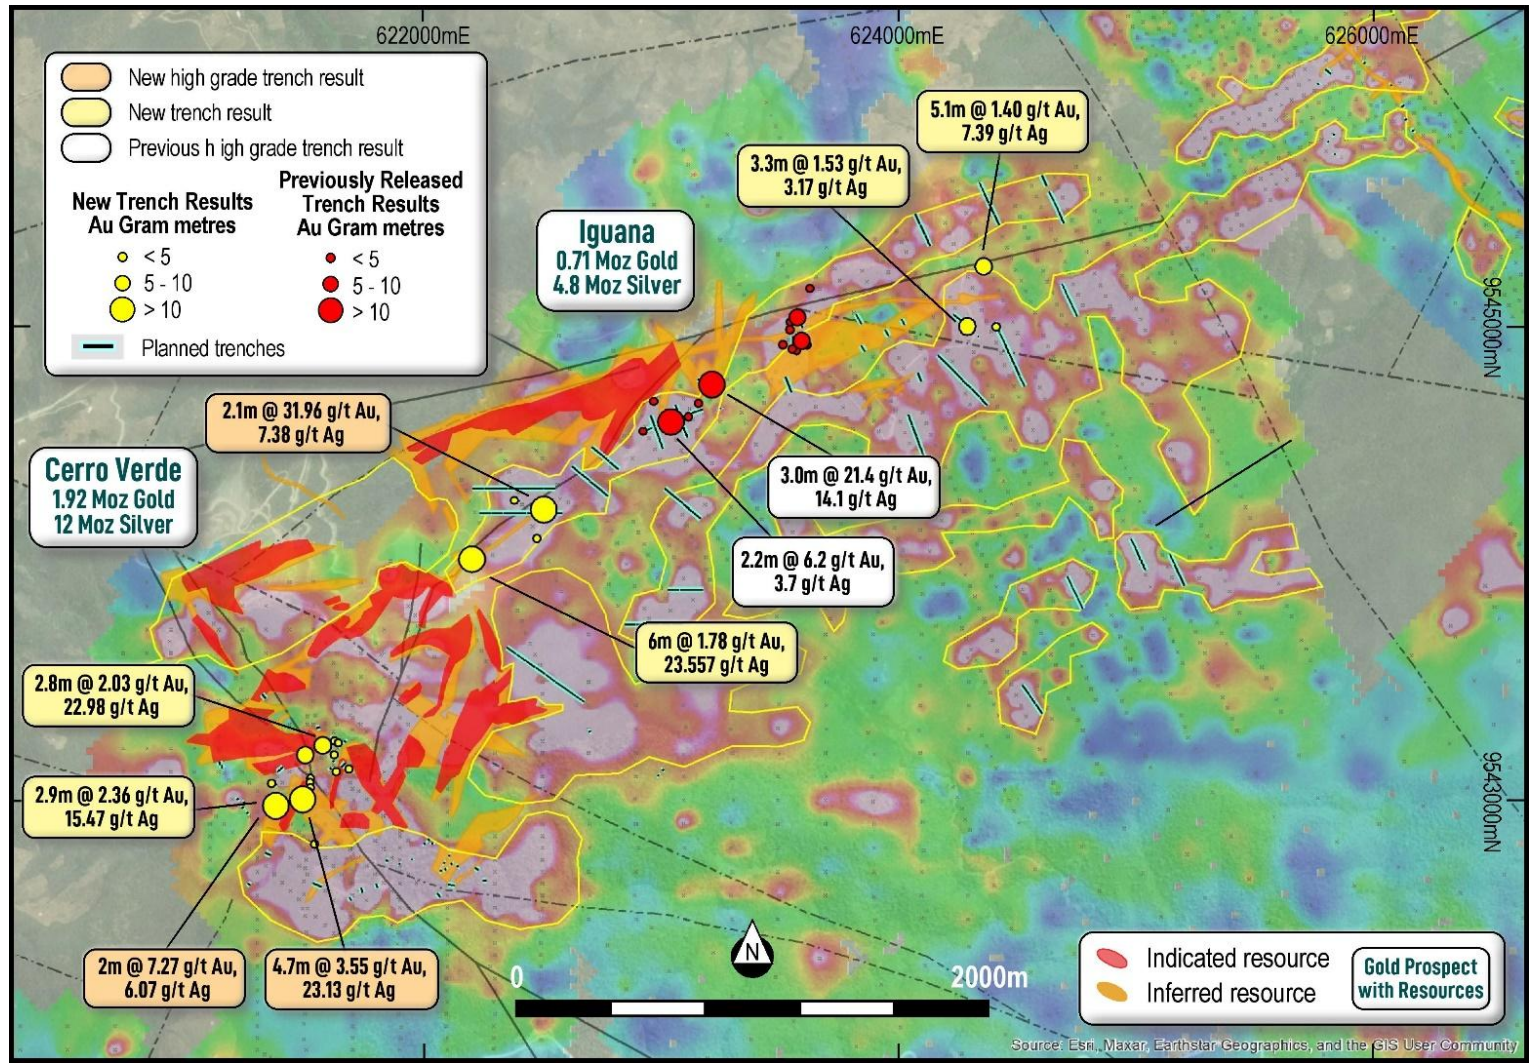 622000mE
624000mE
626000mE
New high grade trench result
New trench result
Previous h igh grade trench result
New Trench Results
Au Gram metres
< 5
5 - 10
> 10
Previously Released
Trench Results
Au Gram metres
< 5
5 - 10
> 10
Planned trenches
5.1m @ 1.40 g/t Au,
7.39 g/t Ag
3.3m @ 1.53 g/t Au,
3.17 g/t Ag
Iguana
0.71 Moz Gold
4.8 Moz Silver
9545000mN
2.1m @ 31.96 g/t Au,
7.38 g/t Ag
Cerro Verde
1.92 Moz Gold
12 Moz Silver
3.0m @ 21.4 g/t Au,
14.1 g/t Ag
2.2m @ 6.2 g/t Au,
3.7 g/t Ag
6m @ 1.78 g/t Au,
23.557 g/t Ag
2.8m @ 2.03 g/t Au,
22.98 g/t Ag
2.9m @ 2.36 g/t Au,
15.47 g/t Ag
9543000mN
2m @ 7.27 g/t Au,
6.07 g/t Ag
4.7m @ 3.55 g/t Au,
23.13 g/t Ag
N
0
2000m
Indicated resource
Inferred resource
Gold Prospect
with Resources
Source: Esri, Maxar, Earthstar Geographics, and the GIS User Community